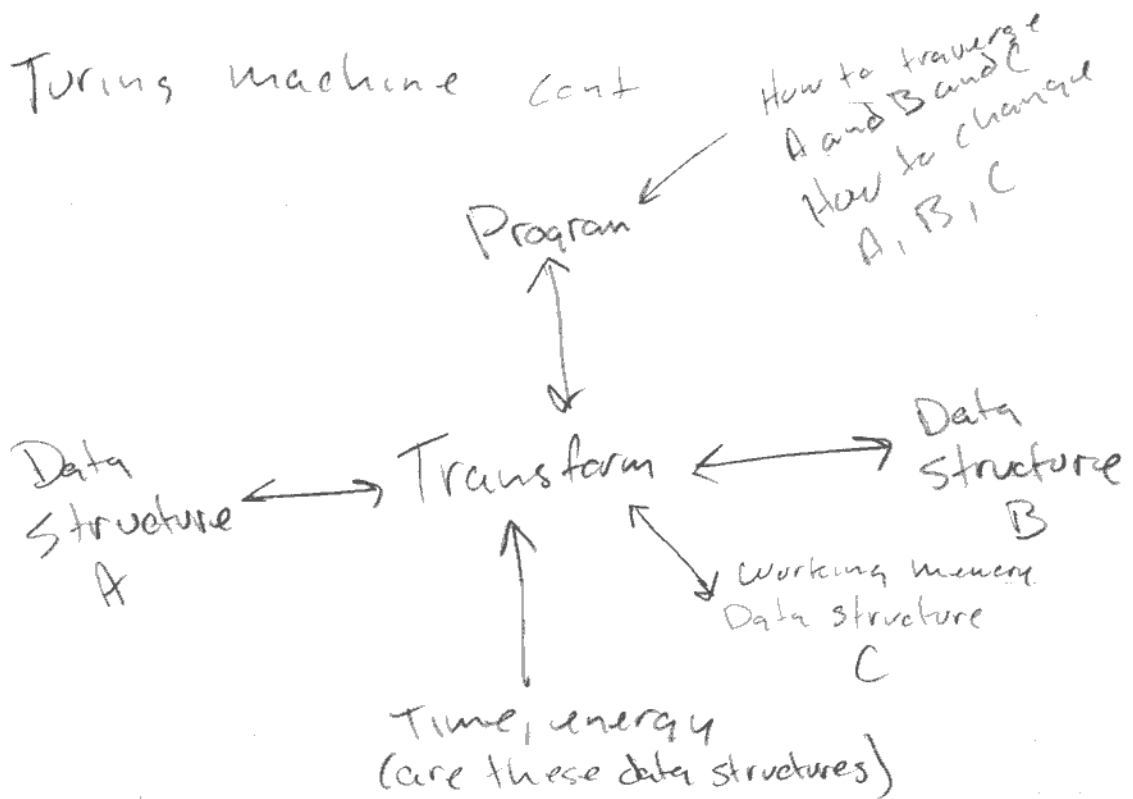 Turing machine cont
How to traverse
A and B and C
How to change
A, B, C
Program
Data
structure
A
Transform
Data
structure
B
Working memory
Data structure
C
Time, energy
(are these data structures)